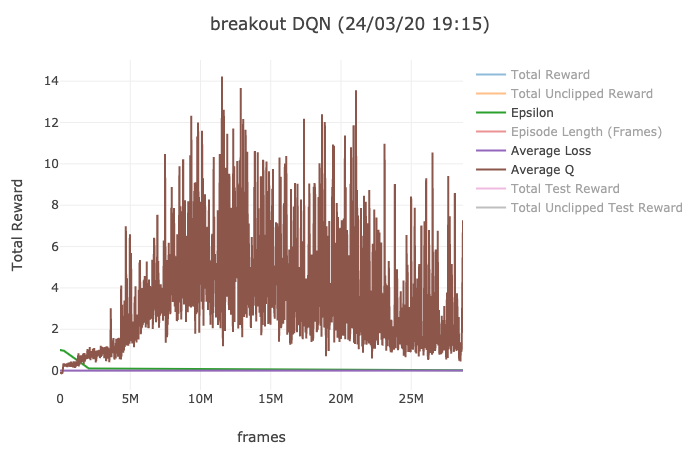 breakout DQN (24/03/20 19:15)
Total Reward
14
12
10
8
6
4
2
0
0 5M 10M 15M 20M 25M
frames
Total Reward
Total Unclipped Reward
Epsilon
Episode Length (Frames)
Average Loss
Average Q
Total Test Reward
Total Unclipped Test Reward